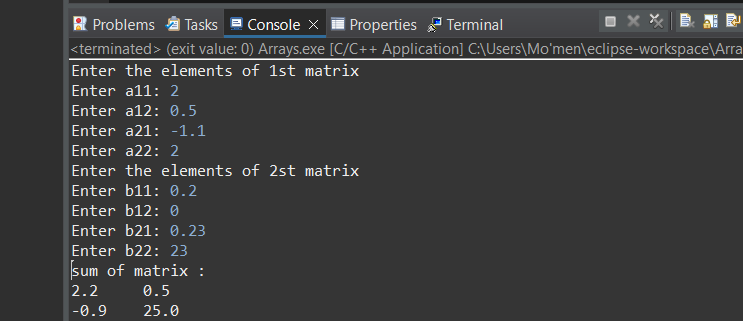 Problems Tasks Console Properties Terminal
<terminated> (exit value: 0) Arrays.exe [C/C++ Application] C:\Users\Mo'men\eclipse-workspace\Arra
Enter the elements of 1st matrix
Enter a11: 2
Enter a12: 0.5
Enter a21: -1.1
Enter a22: 2
Enter the elements of 2st matrix
Enter b11: 0.2
Enter b12: 0
Enter b21: 0.23
Enter b22: 23
sum of matrix :
2.2 0.5
-0.9 25.0